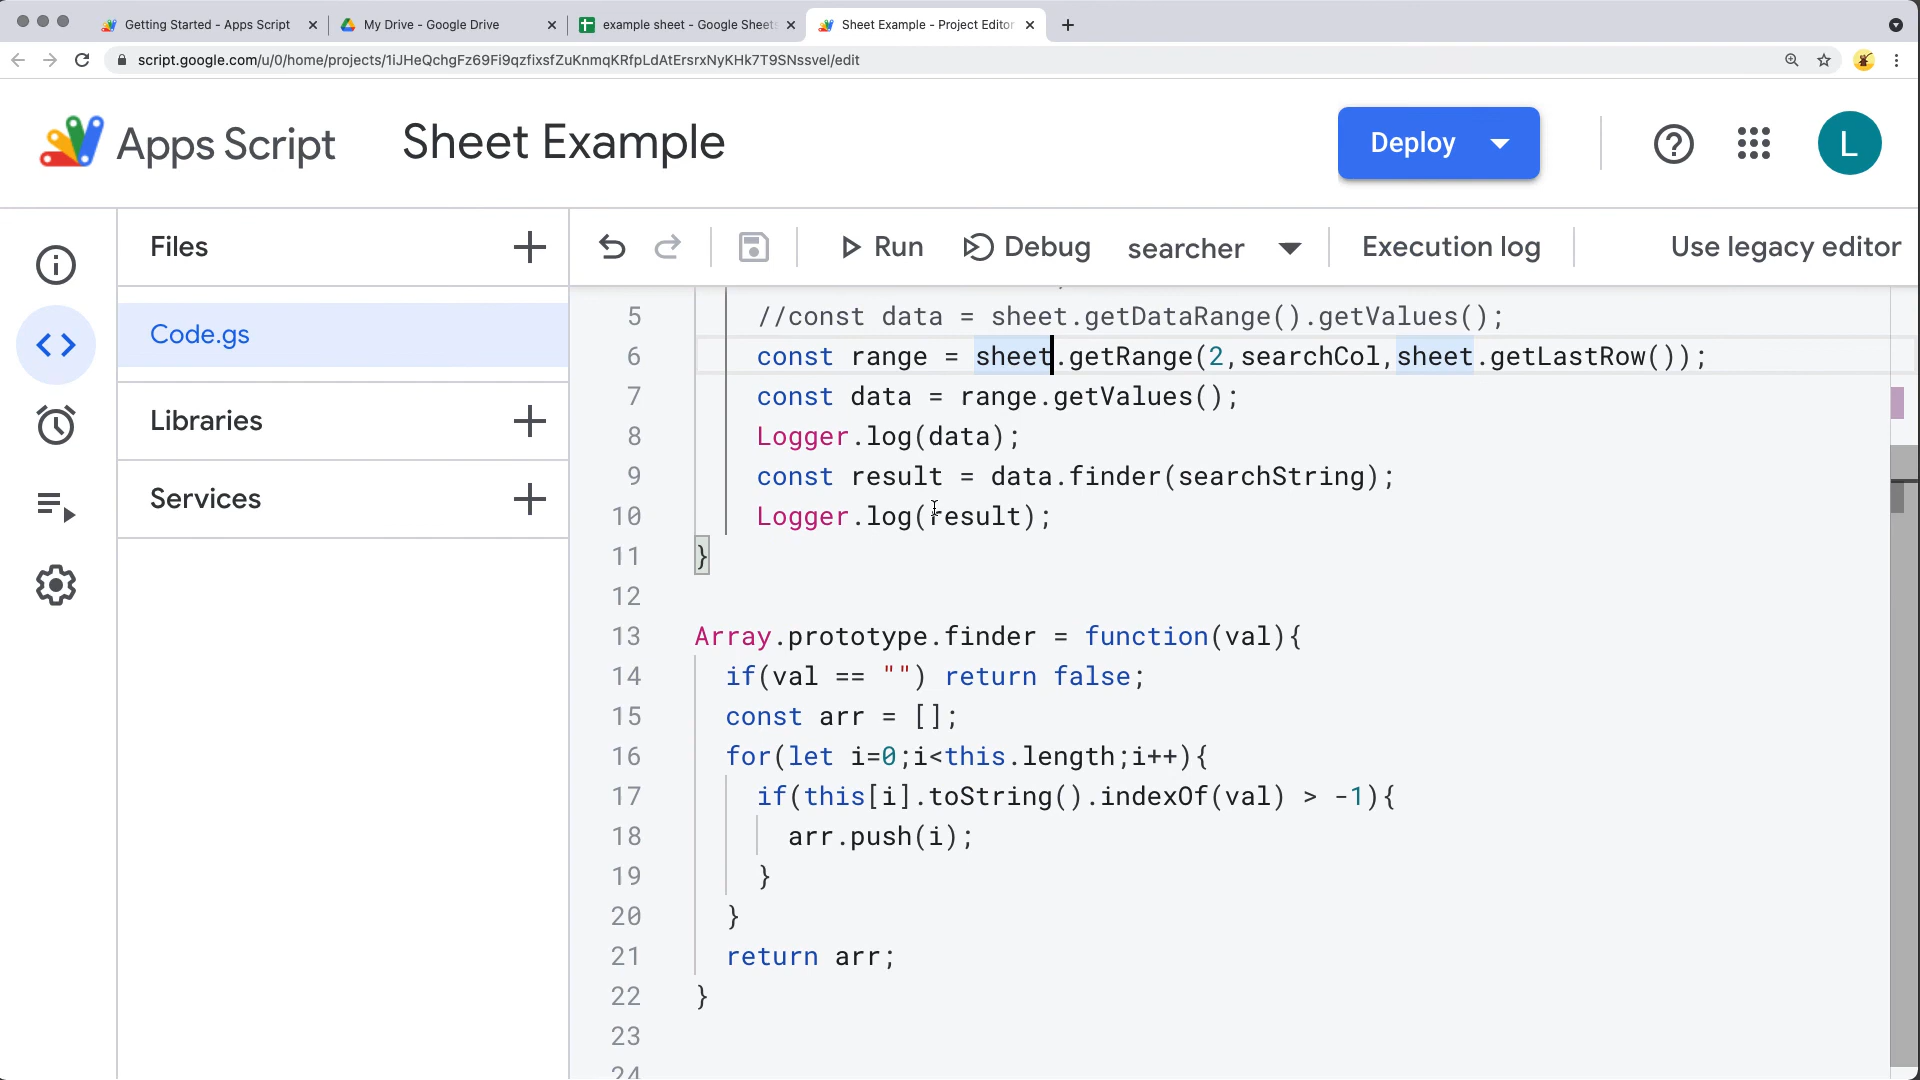 Getting Started - Apps Script
My Drive - Google Drive
example sheet - Google Sheets
Sheet Example - Project Editor
script.google.com/u/0/home/projects/1iJHeQchgFz69Fi9qzfixsfZuKnmqKRfpLdAtErsrxNyKHk7T9SNssvel/edit
Apps Script
Sheet Example
Deploy
L
Files
Run
Debug
searcher
Execution log
Use legacy editor
Code.gs
Libraries
Services
5 //const data = sheet.getDataRange().getValues();
6 const range = sheet.getRange(2,searchCol,sheet.getLastRow());
7 const data = range.getValues();
8 Logger.log(data);
9 const result = data.finder(searchString);
10 Logger.log(result);
11 }
12
13 Array.prototype.finder = function(val){
14 if(val == "") return false;
15 const arr = [];
16 for(let i=0;i<this.length;i++){
17 if(this[i].toString().indexOf(val) > -1){
18 arr.push(i);
19 }
20 }
21 return arr;
22 }
23
24